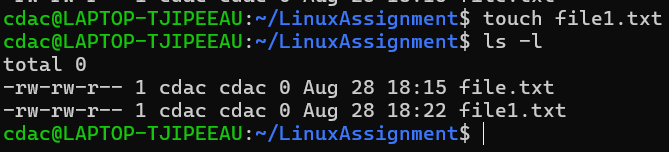 cdac@LAPTOP-TJIPEEAU:~/LinuxAssignment$ touch file1.txt
cdac@LAPTOP-TJIPEEAU:~/LinuxAssignment$ ls -l
total 0
-rw-rw-r-- 1 cdac cdac 0 Aug 28 18:15 file.txt
-rw-rw-r-- 1 cdac cdac 0 Aug 28 18:22 file1.txt
cdac@LAPTOP-TJIPEEAU:~/LinuxAssignment$